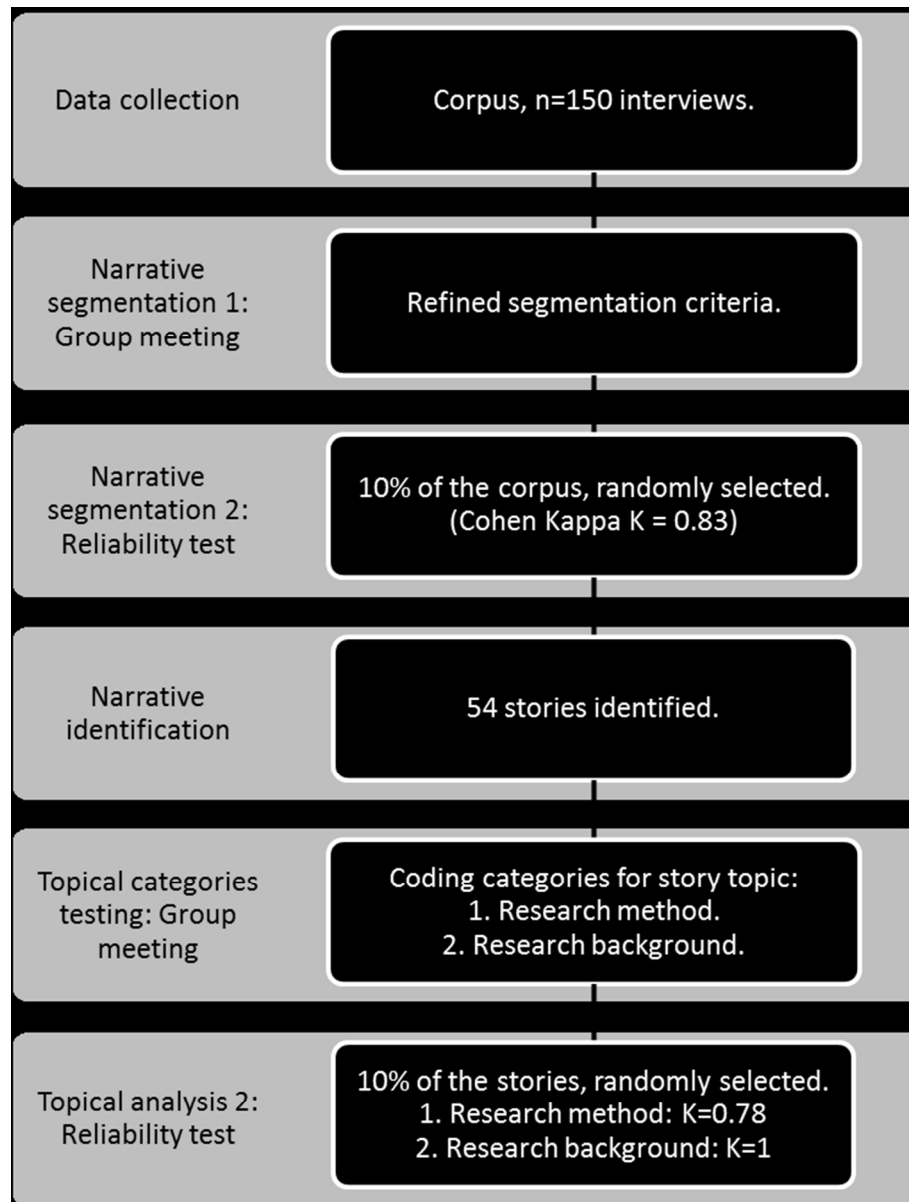 Data collection
Corpus, n=150 interviews.
Narrative
segmentation 1:
Group meeting
Refined segmentation criteria.
Narrative
segmentation 2:
Reliability test
10% of the corpus, randomly selected.
(Cohen Kappa K = 0.83)
Narrative
identification
54 stories identified.
Topical categories
testing: Group
meeting
Coding categories for story topic:
1. Research method.
2. Research background.
Topical analysis 2:
Reliability test
10% of the stories, randomly selected.
1. Research method: K=0.78
2. Research background: K=1